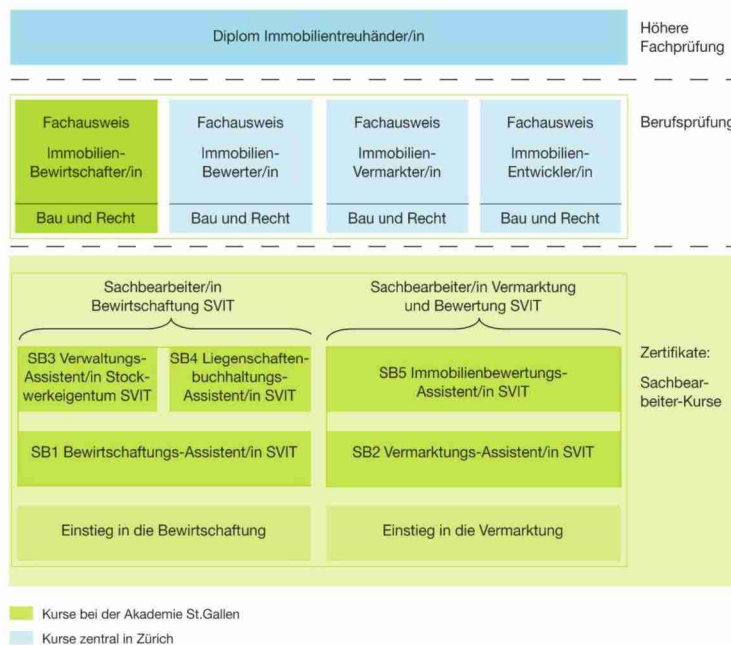 Diplom Immobilientreuhänder/in
Höhere
Fachprüfung
Fachausweis
Immobilien-
Bewirtschafter/in
Bau und Recht
Fachausweis
Immobilien-
Bewerter/in
Bau und Recht
Fachausweis
Immobilien-
Vermarkter/in
Bau und Recht
Fachausweis
Immobilien-
Entwickler/in
Bau und Recht
Berufsprüfung
Sachbearbeiter/in
Bewirtschaftung SVIT
Sachbearbeiter/in Vermarktung
und Bewertung SVIT
SB3 Verwaltungs-
Assistent/in Stock-
werkeigentum SVIT
SB4 Liegenschaften-
buchhaltungs-
Assistent/in SVIT
SB5 Immobilienbewertungs-
Assistent/in SVIT
Zertifikate:
Sachbear-
beiter-Kurse
SB1 Bewirtschaftungs-Assistent/in SVIT
SB2 Vermarktungs-Assistent/in SVIT
Einstieg in die Bewirtschaftung
Einstieg in die Vermarktung
Kurse bei der Akademie St.Gallen
Kurse zentral in Zürich